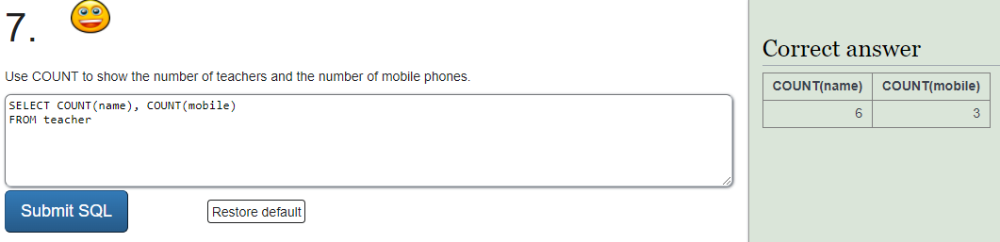 7.
Use COUNT to show the number of teachers and the number of mobile phones.
SELECT COUNT(name), COUNT(mobile)
FROM teacher
Submit SQL
Restore default
Correct answer
COUNT(name) COUNT(mobile)
6 3